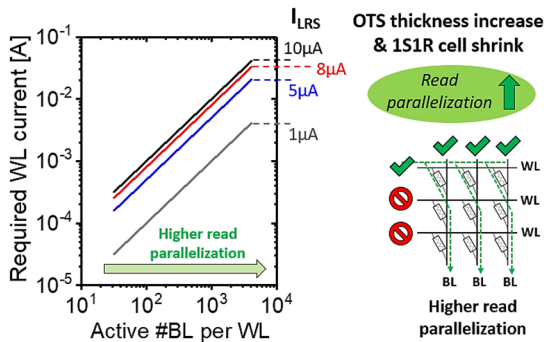 Required WL current [A]
10⁻¹
10⁻²
10⁻³
10⁻⁴
10⁻⁵
10¹
10²
10³
10⁴
Active #BL per WL
I_LRS
10µA
8µA
5µA
1µA
Higher read
parallelization
OTS thickness increase
& 1S1R cell shrink
Read
parallelization
WL
WL
WL
BL
BL
BL
Higher read
parallelization